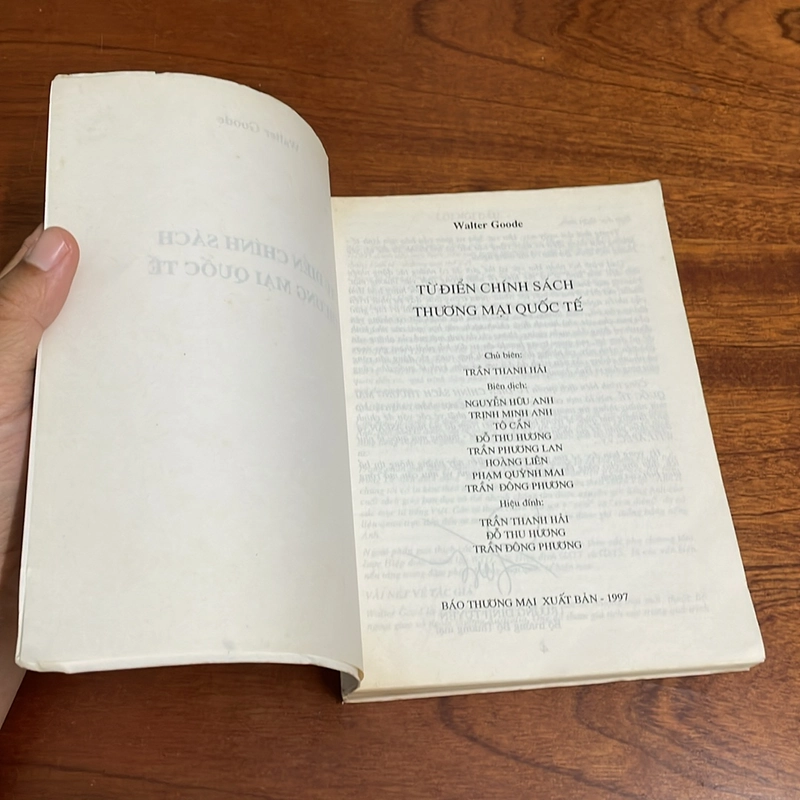 Walter Goode
TỪ ĐIỂN CHÍNH SÁCH
THƯƠNG MẠI QUỐC TẾ
Chủ biên:
TRẦN THANH HẢI
Biên dịch:
NGUYỄN HỮU ANH
TRỊNH MINH ANH
TÔ CẦN
ĐỖ THU HƯƠNG
TRẦN PHƯƠNG LAN
HOÀNG LIÊN
PHẠM QUỲNH MAI
TRẦN ĐÔNG PHƯƠNG
Hiệu đính:
TRẦN THANH HẢI
ĐỖ THU HƯƠNG
TRẦN ĐÔNG PHƯƠNG
BÁO THƯƠNG MẠI XUẤT BẢN - 1997